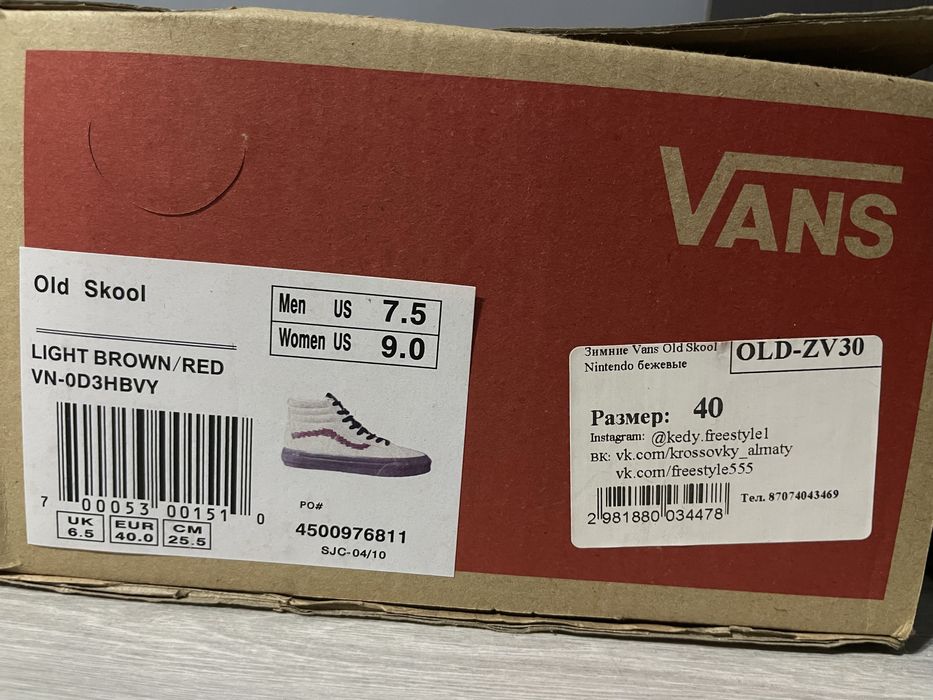 VANS
Old Skool
Men US 7.5
Women US 9.0
LIGHT BROWN/RED
VN-0D3HBVY
7 00053 00151 0
UK 6.5
EUR 40.0
CM 25.5
PO#
4500976811
SJC-04/10
Зимние Vans Old Skool
Nintendo бежевые
OLD-ZV30
Размер: 40
Instagram: @kedy.freestyle1
ВК: vk.com/krossovky_almaty
vk.com/freestyle555
2 981880 034478
Тел. 87074043469